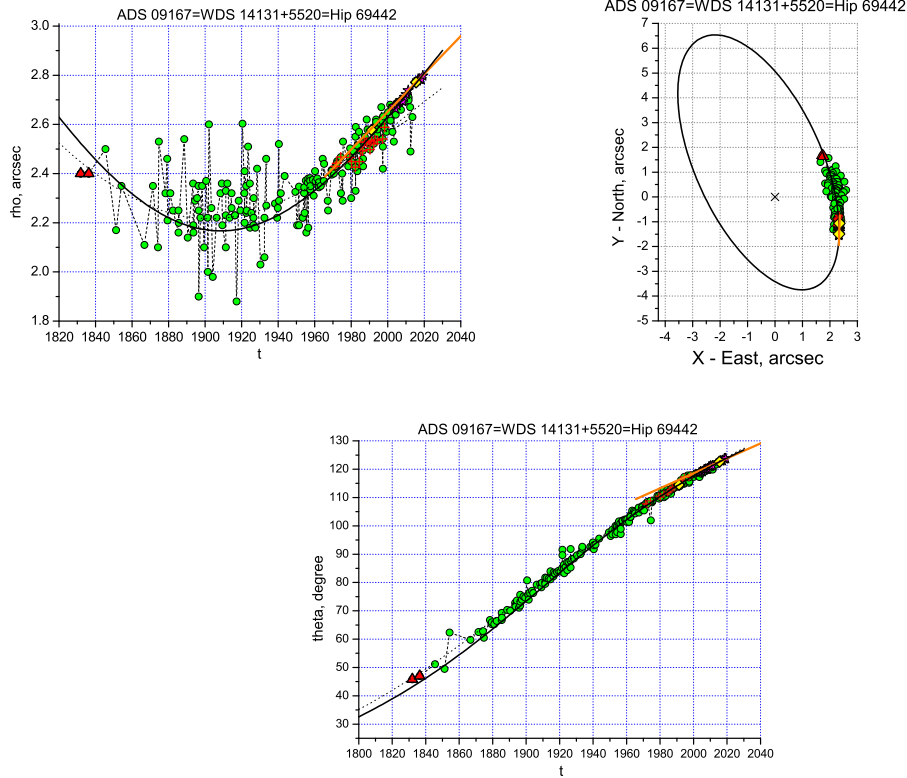 ADS 09167=WDS 14131+5520=Hip 69442
3.0
2.8
2.6
2.4
2.2
2.0
1.8
rho, arcsec
1820 1840 1860 1880 1900 1920 1940 1960 1980 2000 2020 2040
t
ADS 09167=WDS 14131+5520=Hip 69442
7
6
5
4
3
2
1
0
-1
-2
-3
-4
-5
Y - North, arcsec
-4 -3 -2 -1 0 1 2 3
X - East, arcsec
ADS 09167=WDS 14131+5520=Hip 69442
130
120
110
100
90
80
70
60
50
40
30
theta, degree
1800 1820 1840 1860 1880 1900 1920 1940 1960 1980 2000 2020 2040
t